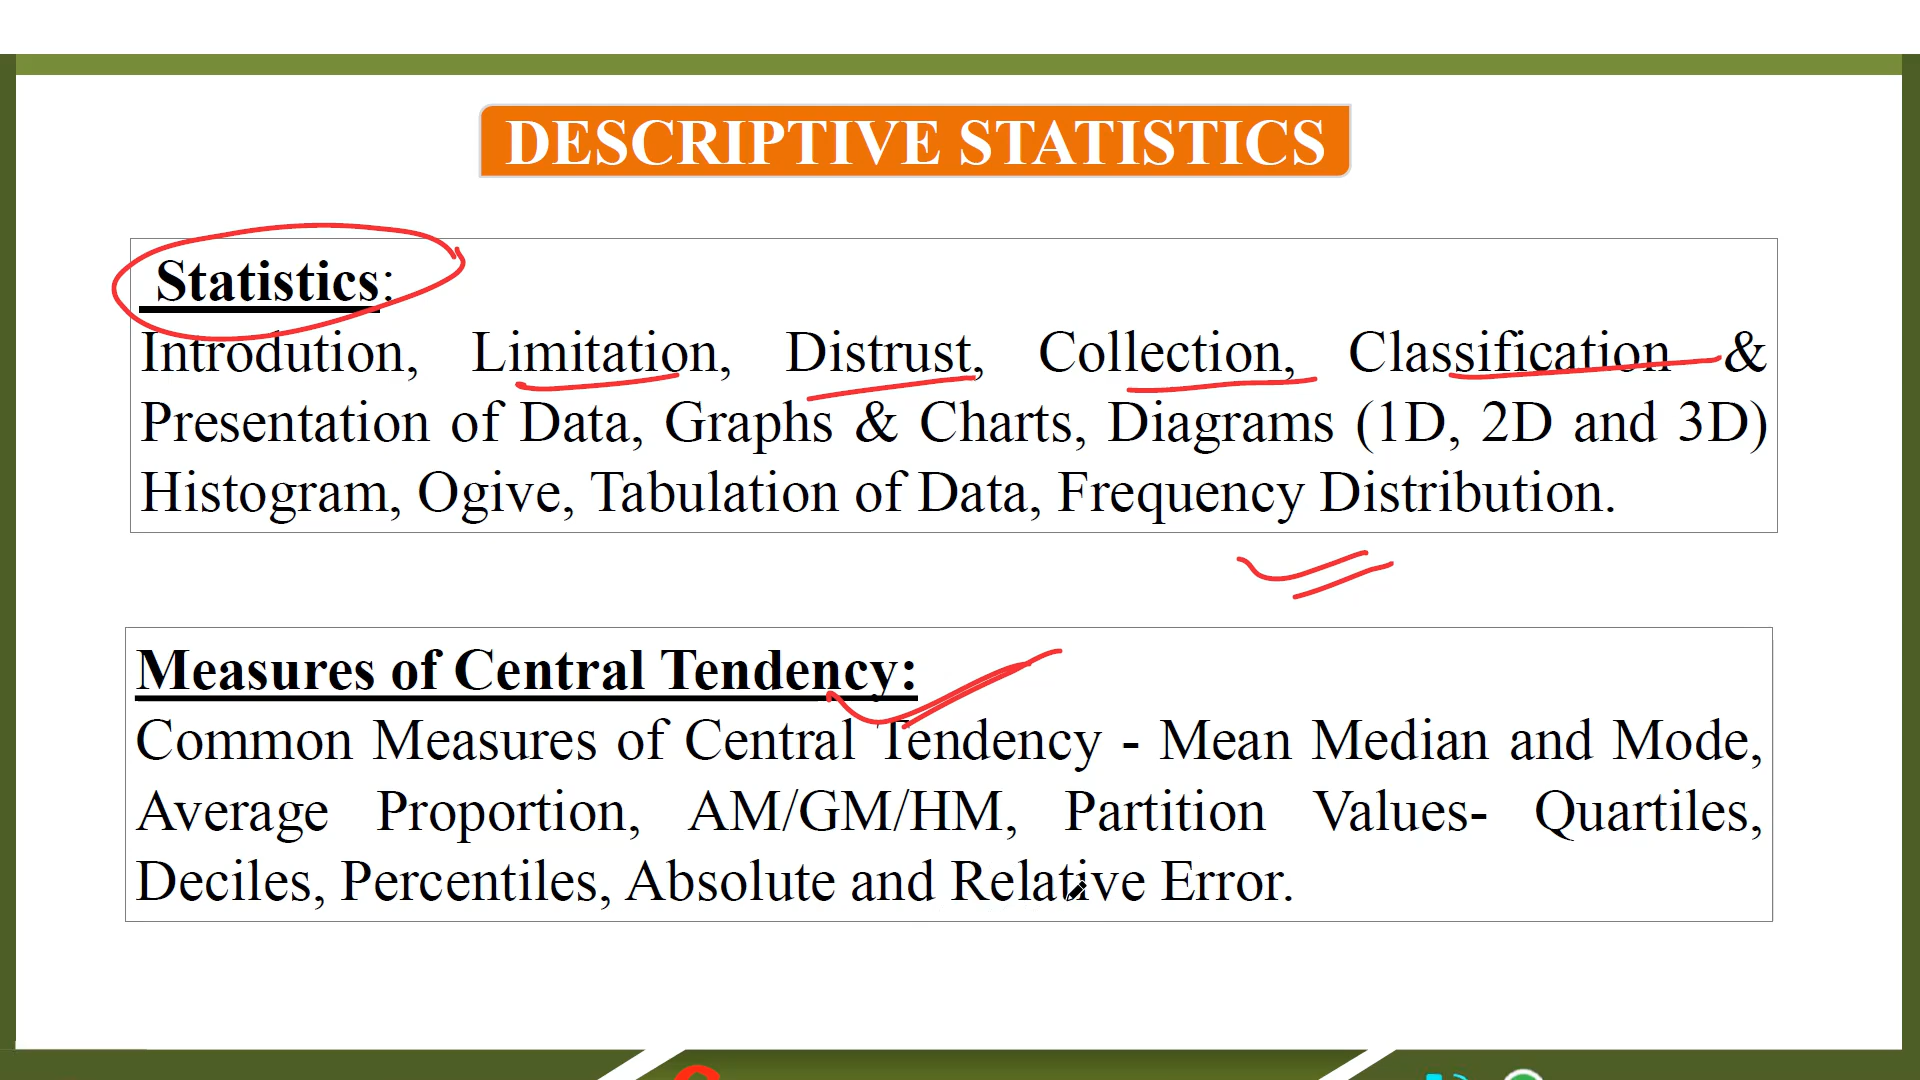 DESCRIPTIVE STATISTICS
Statistics:
Introdution, Limitation, Distrust, Collection, Classification &
Presentation of Data, Graphs & Charts, Diagrams (1D, 2D and 3D)
Histogram, Ogive, Tabulation of Data, Frequency Distribution.
Measures of Central Tendency:
Common Measures of Central Tendency - Mean Median and Mode,
Average Proportion, AM/GM/HM, Partition Values- Quartiles,
Deciles, Percentiles, Absolute and Relative Error.